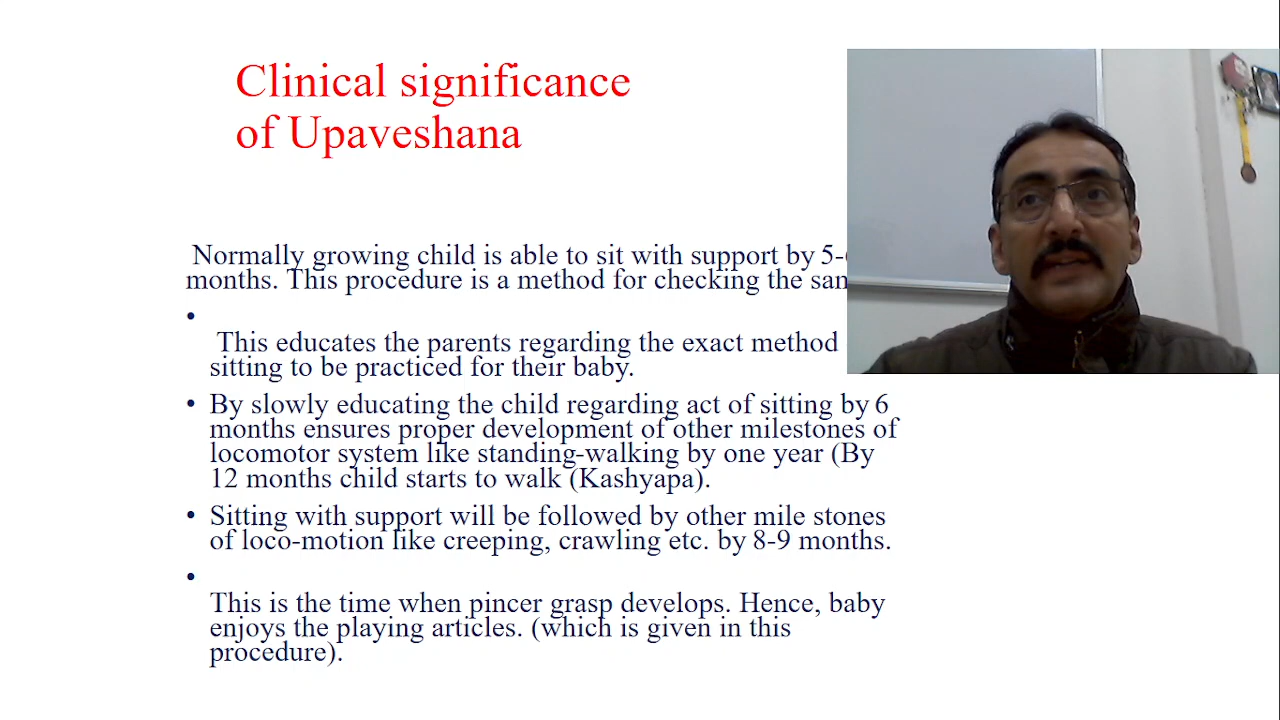 Clinical significance
of Upaveshana
Normally growing child is able to sit with support by 5-
months. This procedure is a method for checking the
•
This educates the parents regarding the exact method
sitting to be practiced for their baby.
• By slowly educating the child regarding act of sitting by 6
months ensures proper development of other milestones of
locomotor system like standing-walking by one year (By
12 months child starts to walk (Kashyapa).
• Sitting with support will be followed by other mile stones
of loco-motion like creeping, crawling etc. by 8-9 months.
•
This is the time when pincer grasp develops. Hence, baby
enjoys the playing articles. (which is given in this
procedure).